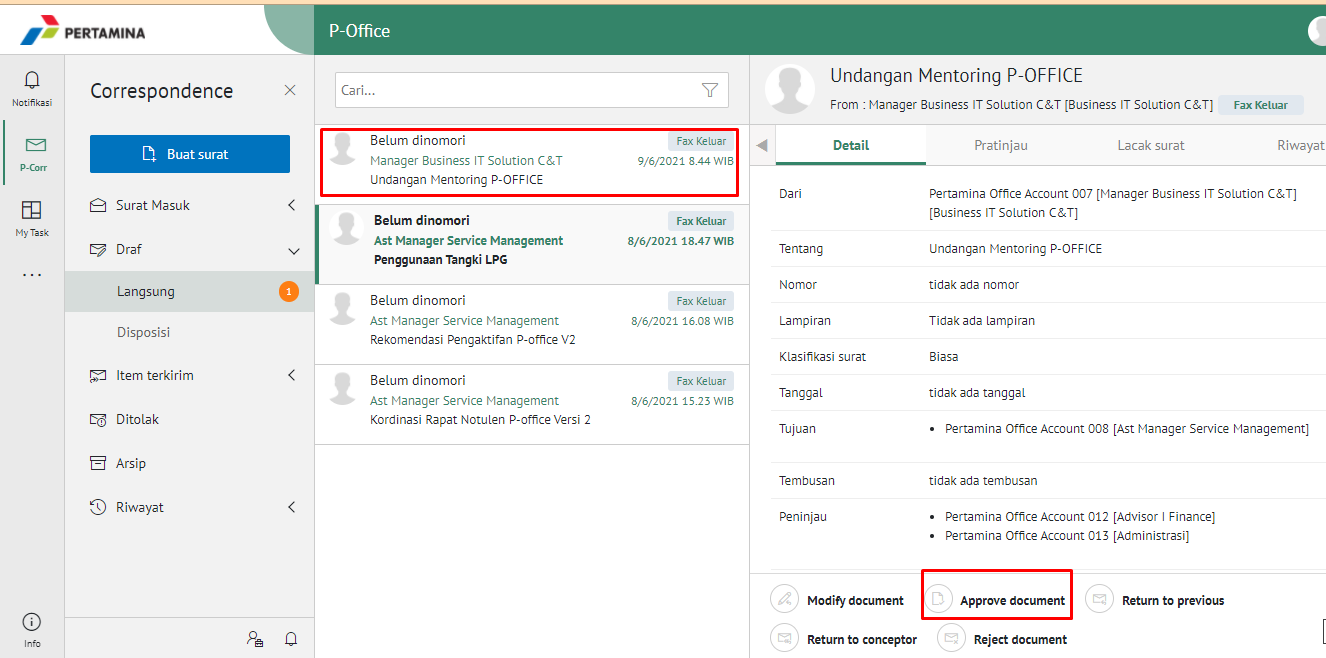 PERTAMINA
P-Office
Notifikasi
P-Corr
My Task
Info
Correspondence
Buat surat
Surat Masuk
Draf
Langsung 1
Disposisi
Item terkirim
Ditolak
Arsip
Riwayat
Cari...
Belum dinomori Fax Keluar
Manager Business IT Solution C&T 9/6/2021 8.44 WIB
Undangan Mentoring P-OFFICE
Belum dinomori Fax Keluar
Ast Manager Service Management 8/6/2021 18.47 WIB
Penggunaan Tangki LPG
Belum dinomori Fax Keluar
Ast Manager Service Management 8/6/2021 16.08 WIB
Rekomendasi Pengaktifan P-office V2
Belum dinomori Fax Keluar
Ast Manager Service Management 8/6/2021 15.23 WIB
Kordinasi Rapat Notulen P-office Versi 2
Undangan Mentoring P-OFFICE
From : Manager Business IT Solution C&T [Business IT Solution C&T] Fax Keluar
Detail Pratinjau Lacak surat Riwayat
Dari Pertamina Office Account 007 [Manager Business IT Solution C&T]
[Business IT Solution C&T]
Tentang Undangan Mentoring P-OFFICE
Nomor tidak ada nomor
Lampiran Tidak ada lampiran
Klasifikasi surat Biasa
Tanggal tidak ada tanggal
Tujuan • Pertamina Office Account 008 [Ast Manager Service Management]
Tembusan tidak ada tembusan
Peninjau • Pertamina Office Account 012 [Advisor I Finance]
• Pertamina Office Account 013 [Administrasi]
Modify document Approve document Return to previous
Return to conceptor Reject document